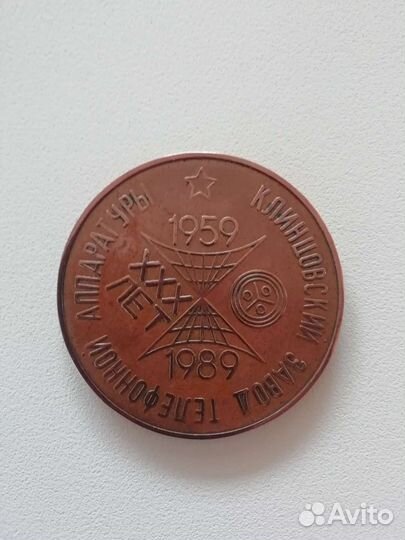 КЛИНЦОВСКИЙ ЗАВОД ТЕЛЕФОННОЙ АППАРАТУРЫ
1959
XXX
ЛЕТ
1989
Avito